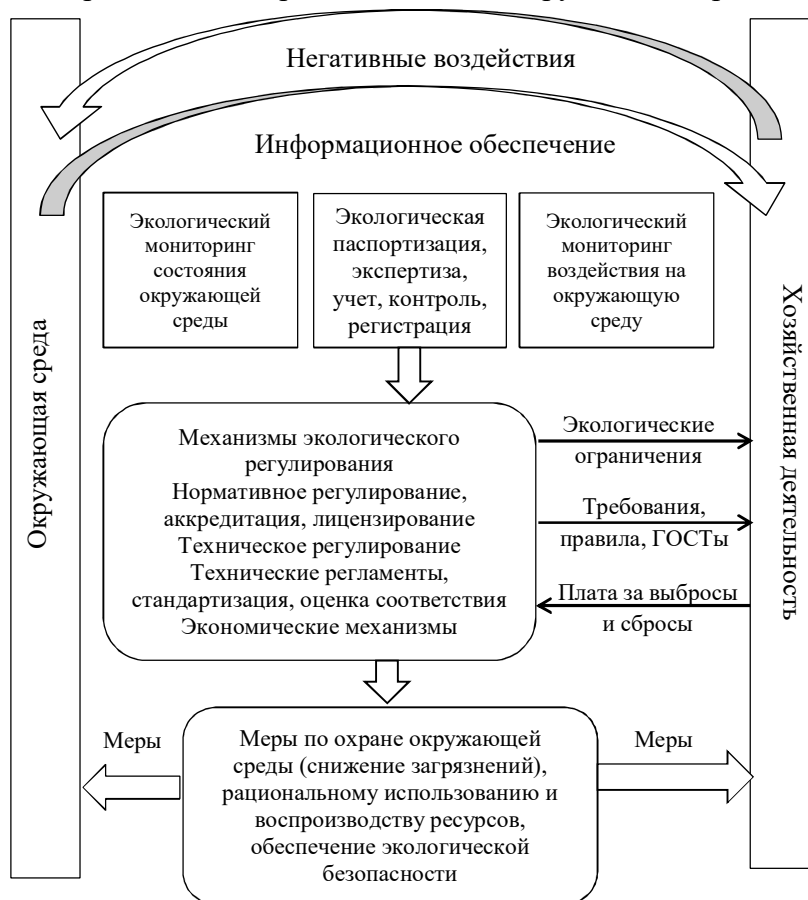 Негативные воздействия
Информационное обеспечение
Окружающая среда
Экологический
мониторинг
состояния
окружающей
среды
Экологическая
паспортизация,
экспертиза,
учет, контроль,
регистрация
Экологический
мониторинг
воздействия на
окружающую
среду
Хозяйственная деятельность
Механизмы экологического
регулирования
Нормативное регулирование,
аккредитация, лицензирование
Техническое регулирование
Технические регламенты,
стандартизация, оценка соответствия
Экономические механизмы
Экологические
ограничения
Требования,
правила, ГОСТы
Плата за выбросы
и сбросы
Меры
Меры по охране окружающей
среды (снижение загрязнений),
рациональному использованию и
воспроизводству ресурсов,
обеспечение экологической
безопасности
Меры